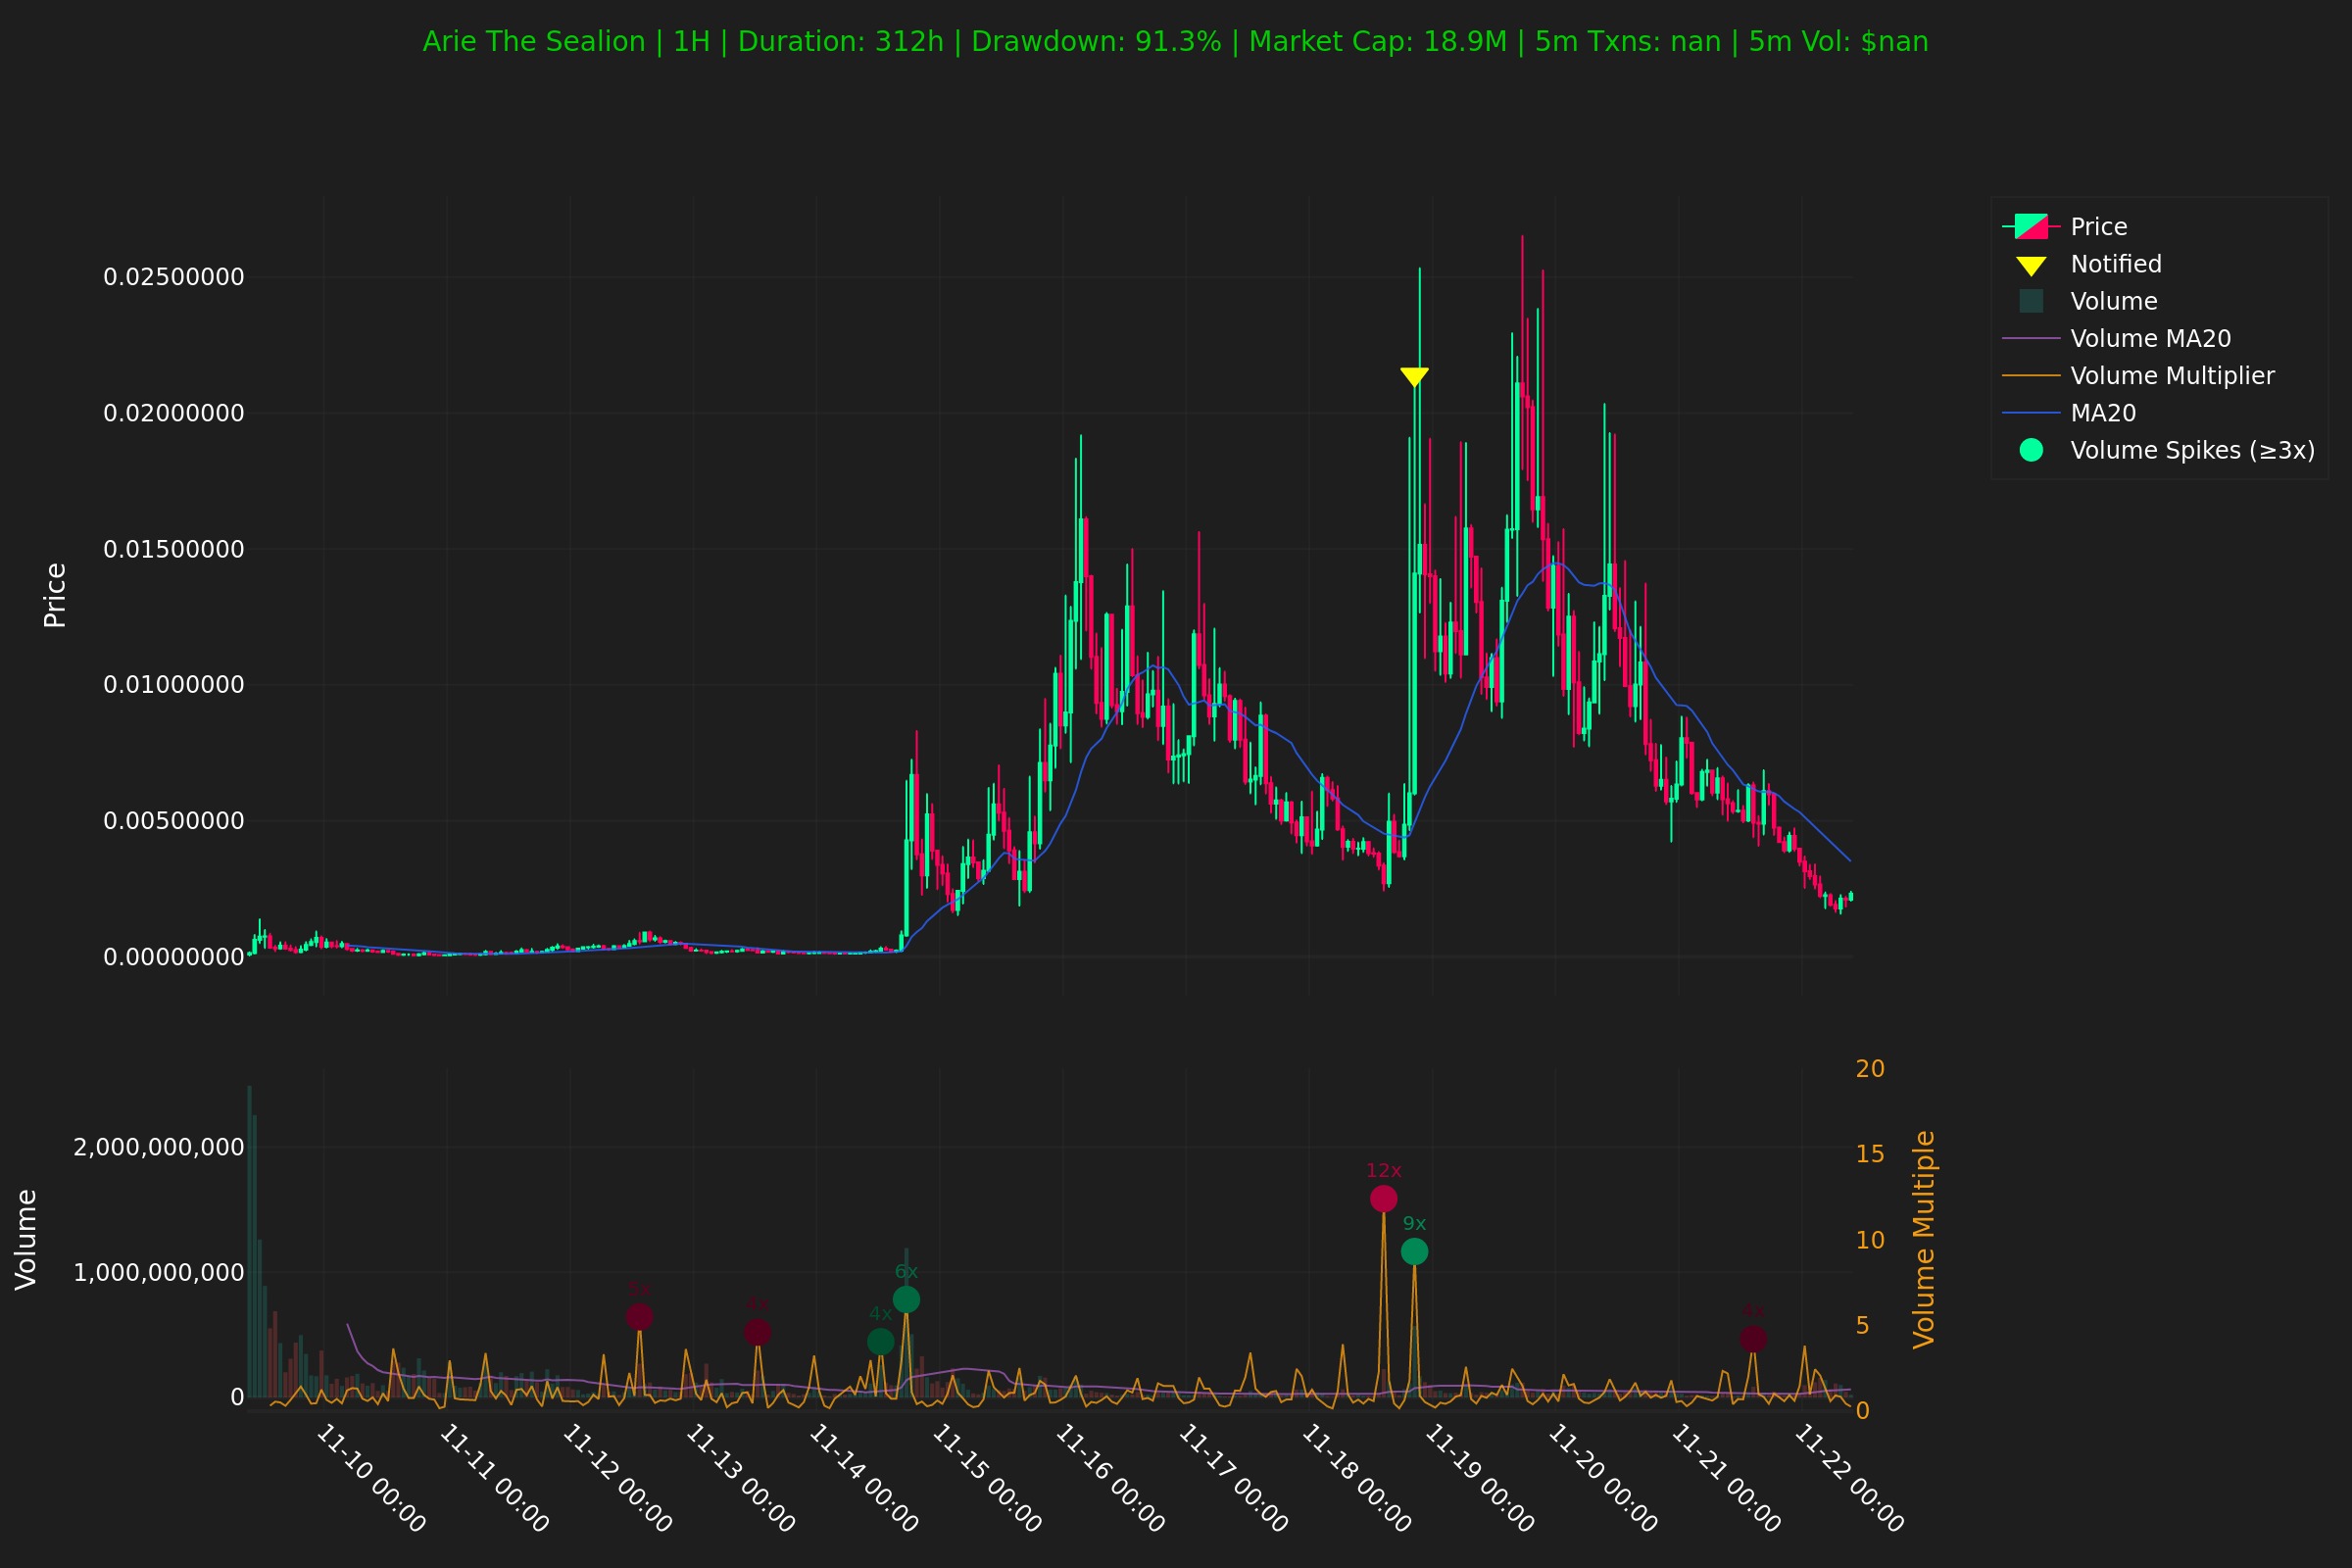 Arie The Sealion | 1H | Duration: 312h | Drawdown: 91.3% | Market Cap: 18.9M | 5m Txns: nan | 5m Vol: $nan
Price
0.02500000
0.02000000
0.01500000
0.01000000
0.00500000
0.00000000
Price
Notified
Volume
Volume MA20
Volume Multiplier
MA20
Volume Spikes (≥3x)
Volume
2,000,000,000
1,000,000,000
0
5x
4x
4x
6x
12x
9x
4x
20
15
10
5
0
Volume Multiple
11-10 00:00
11-11 00:00
11-12 00:00
11-13 00:00
11-14 00:00
11-15 00:00
11-16 00:00
11-17 00:00
11-18 00:00
11-19 00:00
11-20 00:00
11-21 00:00
11-22 00:00